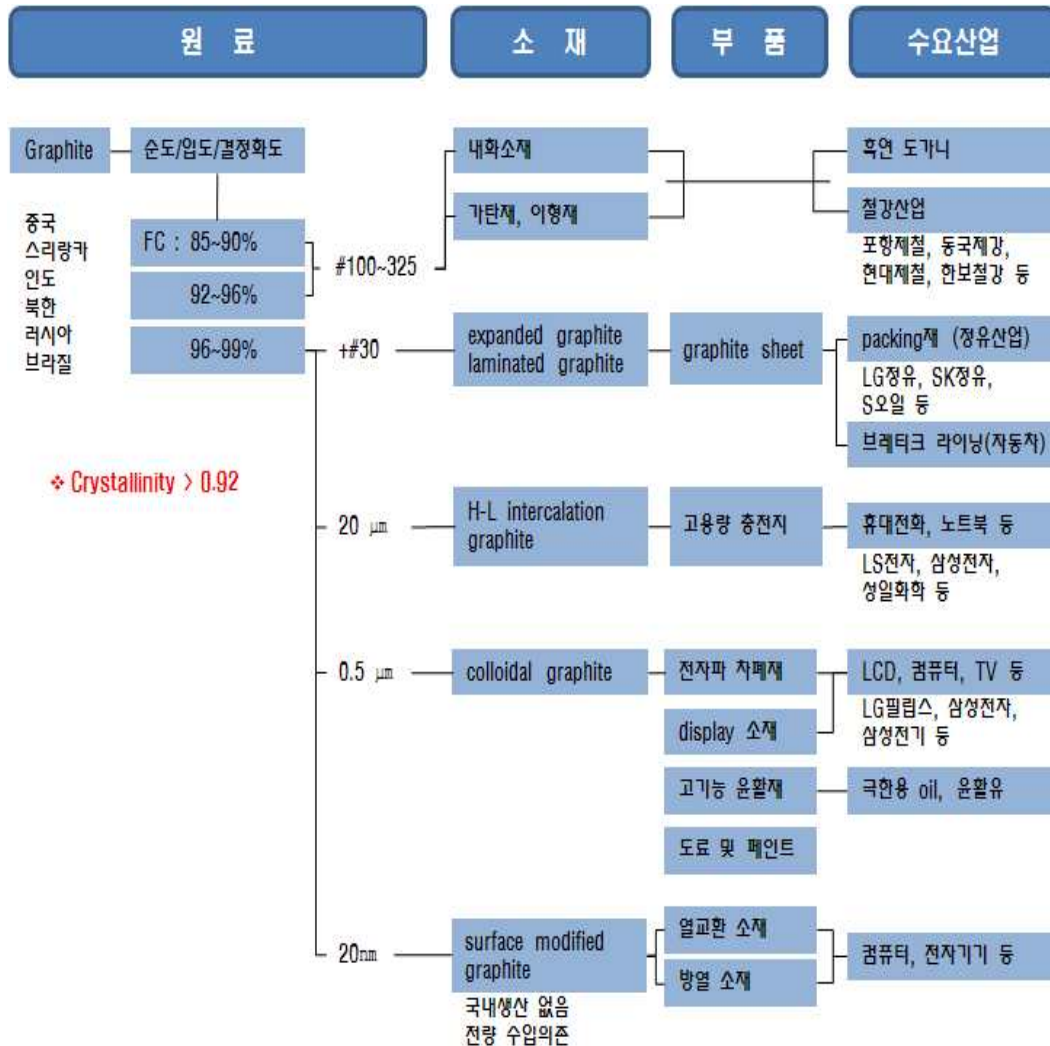 원 료
소 재
부 품
수요산업
Graphite
순도/입도/결정화도
중국
스리랑카
인도
북한
러시아
브라질
FC : 85~90%
92~96%
96~99%
#100~325
내화소재
가탄재, 이형재
흑연 도가니
철강산업
포항제철, 동국제강,
현대제철, 한보철강 등
+#30
expanded graphite
laminated graphite
graphite sheet
packing재 (정유산업)
LG정유, SK정유,
S오일 등
브레티크 라이닝(자동차)
❖ Crystallinity > 0.92
20 μm
H-L intercalation
graphite
고용량 충전지
휴대전화, 노트북 등
LS전자, 삼성전자,
성일화학 등
0.5 μm
colloidal graphite
전자파 차폐재
display 소재
고기능 윤활재
도료 및 페인트
LCD, 컴퓨터, TV 등
LG필립스, 삼성전자,
삼성전기 등
극한용 oil, 윤활유
20nm
surface modified
graphite
국내생산 없음
전량 수입의존
열교환 소재
방열 소재
컴퓨터, 전자기기 등